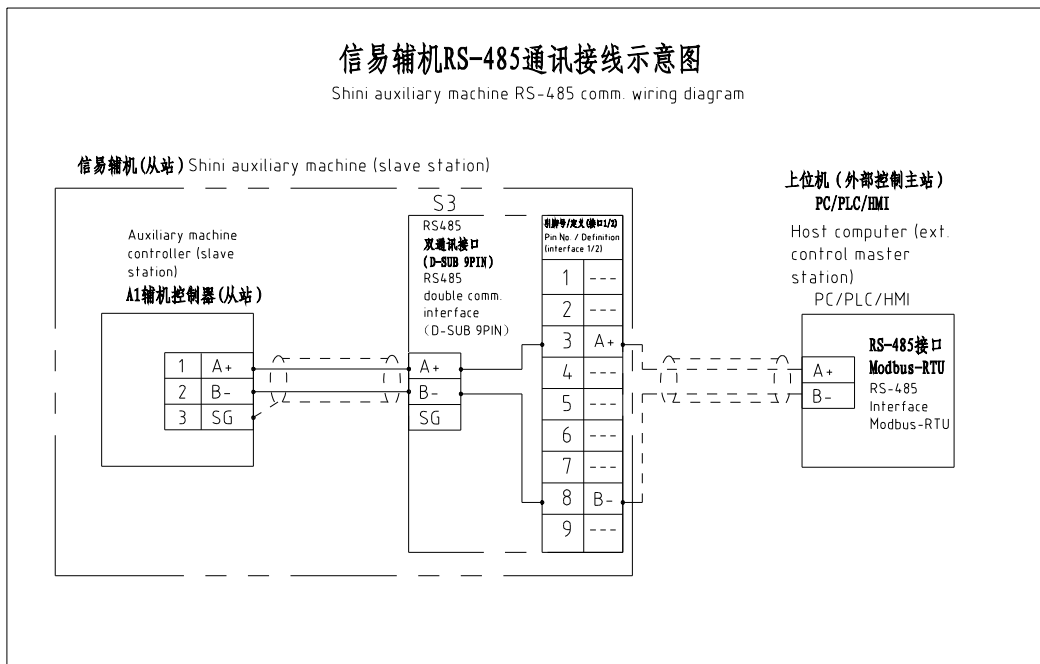 信易辅机RS-485通讯接线示意图
Shini auxiliary machine RS-485 comm. wiring diagram
信易辅机(从站) Shini auxiliary machine (slave station)
Auxiliary machine
controller (slave
station)
A1辅机控制器(从站)
1 A+
2 B-
3 SG
S3
RS485
双通讯接口
(D-SUB 9PIN)
RS485
double comm.
interface
(D-SUB 9PIN)
A+
B-
SG
引脚号/定义(接口1/2)
Pin No. / Definition
(interface 1/2)
1 ---
2 ---
3 A+
4 ---
5 ---
6 ---
7 ---
8 B-
9 ---
上位机(外部控制主站)
PC/PLC/HMI
Host computer (ext.
control master
station)
PC/PLC/HMI
A+
B-
RS-485接口
Modbus-RTU
RS-485
Interface
Modbus-RTU